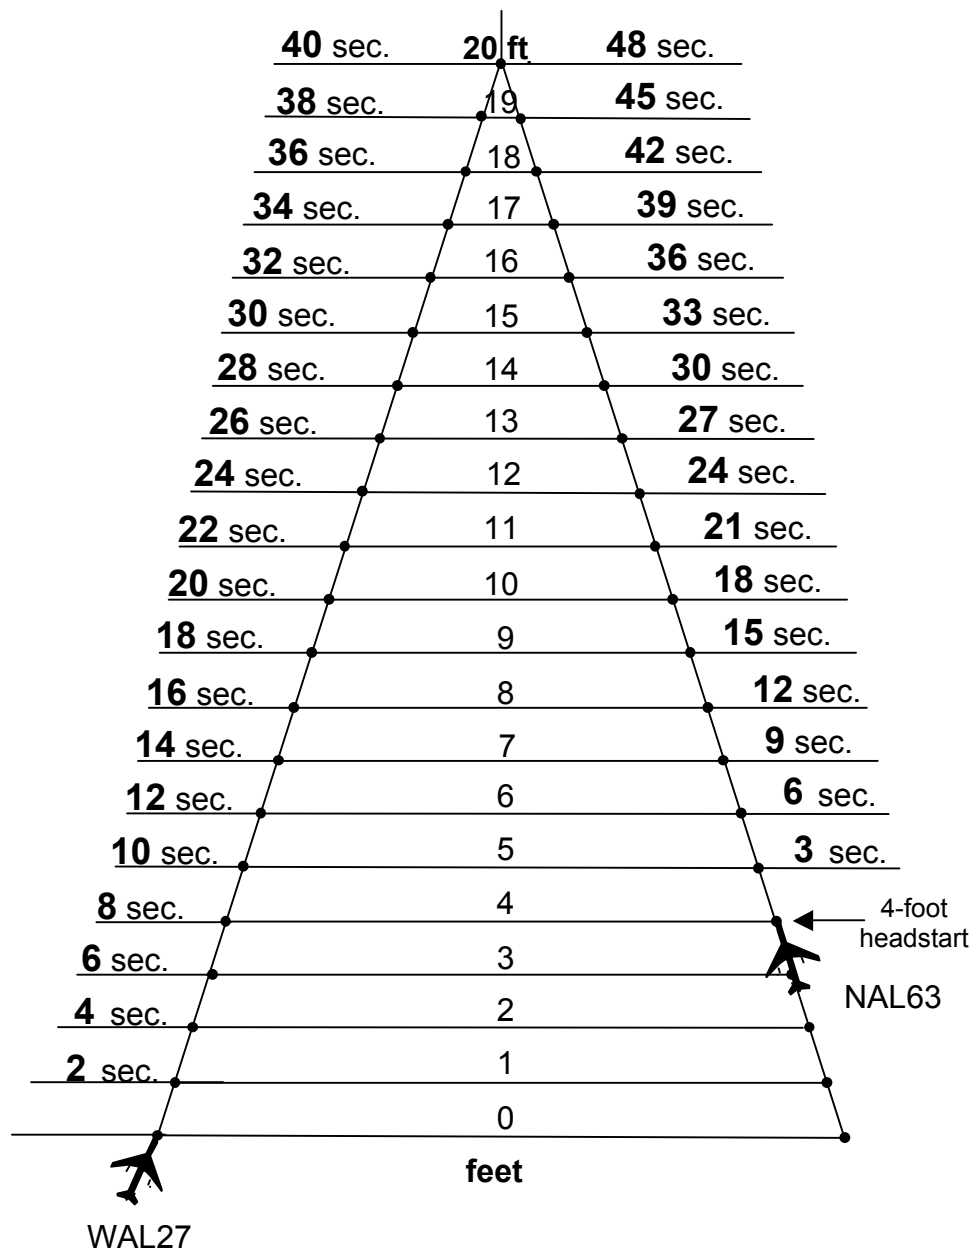 40 sec. 20 ft. 48 sec.
38 sec. 19 45 sec.
36 sec. 18 42 sec.
34 sec. 17 39 sec.
32 sec. 16 36 sec.
30 sec. 15 33 sec.
28 sec. 14 30 sec.
26 sec. 13 27 sec.
24 sec. 12 24 sec.
22 sec. 11 21 sec.
20 sec. 10 18 sec.
18 sec. 9 15 sec.
16 sec. 8 12 sec.
14 sec. 7 9 sec.
12 sec. 6 6 sec.
10 sec. 5 3 sec.
8 sec. 4 4-foot
headstart
6 sec. 3
NAL63
4 sec. 2
2 sec. 1
0
feet
WAL27